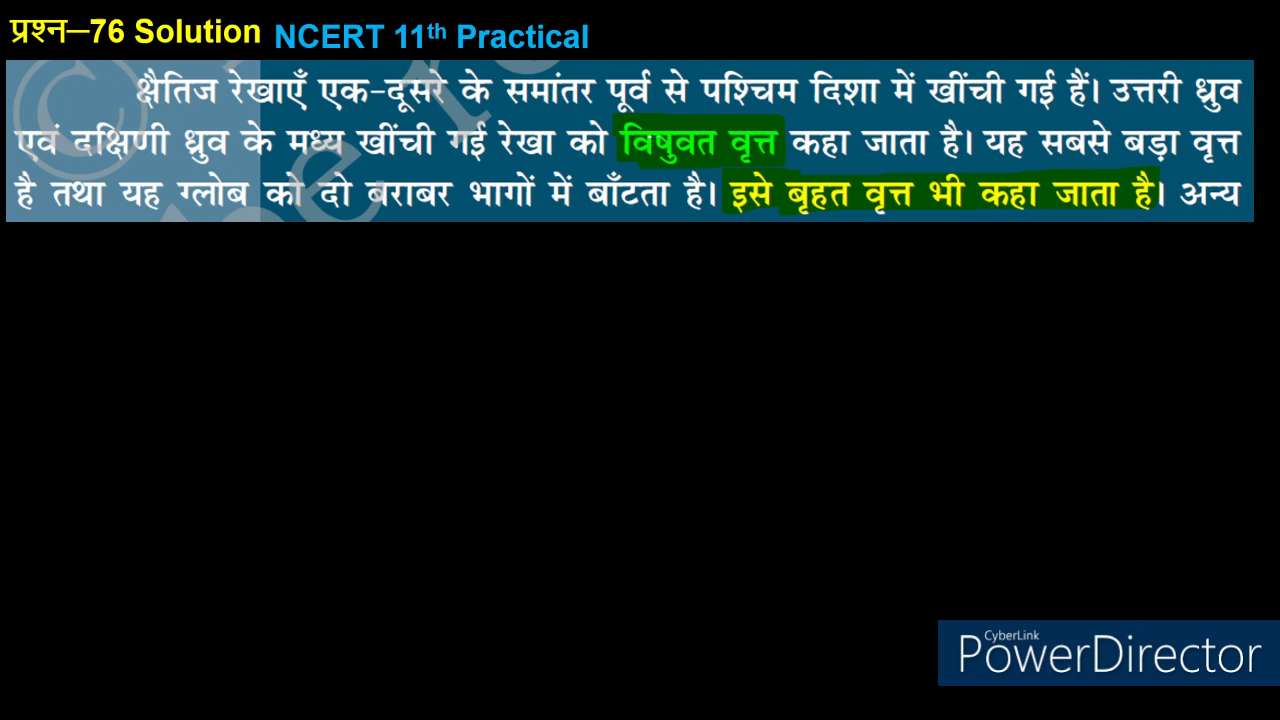 प्रश्न–76 Solution NCERT 11th Practical
क्षैतिज रेखाएँ एक-दूसरे के समांतर पूर्व से पश्चिम दिशा में खींची गई हैं। उत्तरी ध्रुव
एवं दक्षिणी ध्रुव के मध्य खींची गई रेखा को विषुवत वृत्त कहा जाता है। यह सबसे बड़ा वृत्त
है तथा यह ग्लोब को दो बराबर भागों में बाँटता है। इसे बृहत वृत्त भी कहा जाता है। अन्य
CyberLink
PowerDirector